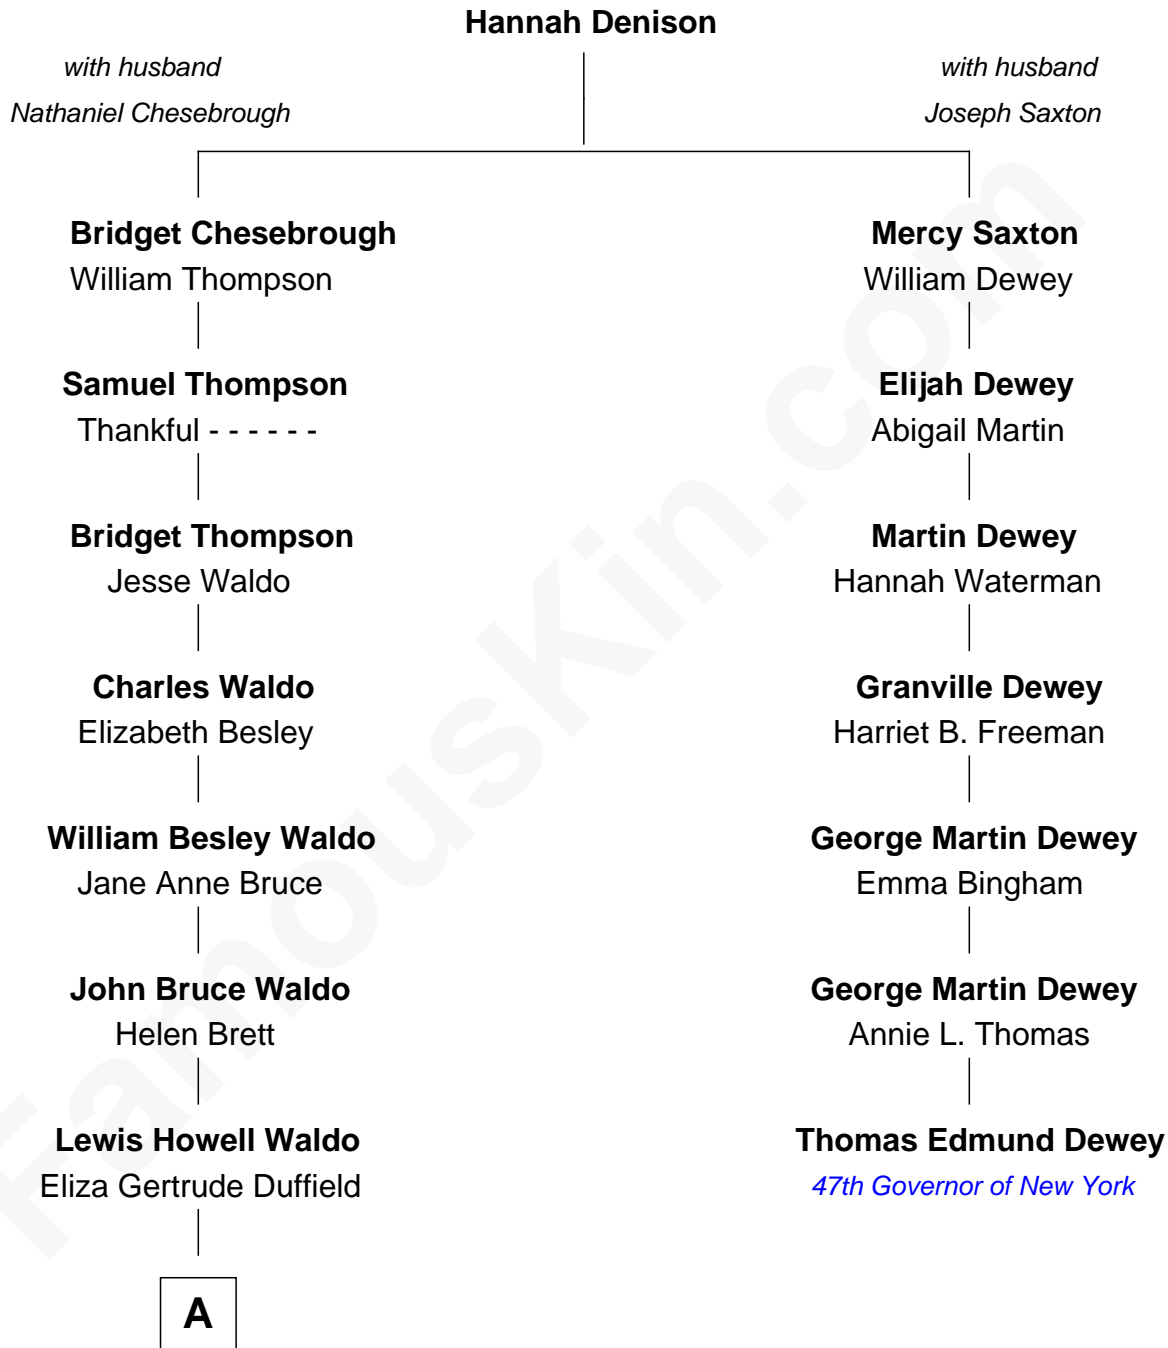 Hannah Denison
with husband
Nathaniel Chesebrough
with husband
Joseph Saxton
Bridget Chesebrough
William Thompson
Mercy Saxton
William Dewey
Samuel Thompson
Thankful - - - - - -
Elijah Dewey
Abigail Martin
Bridget Thompson
Jesse Waldo
Martin Dewey
Hannah Waterman
Charles Waldo
Elizabeth Besley
Granville Dewey
Harriet B. Freeman
William Besley Waldo
Jane Anne Bruce
George Martin Dewey
Emma Bingham
John Bruce Waldo
Helen Brett
George Martin Dewey
Annie L. Thomas
Lewis Howell Waldo
Eliza Gertrude Duffield
Thomas Edmund Dewey
47th Governor of New York
A
FamousKin.com